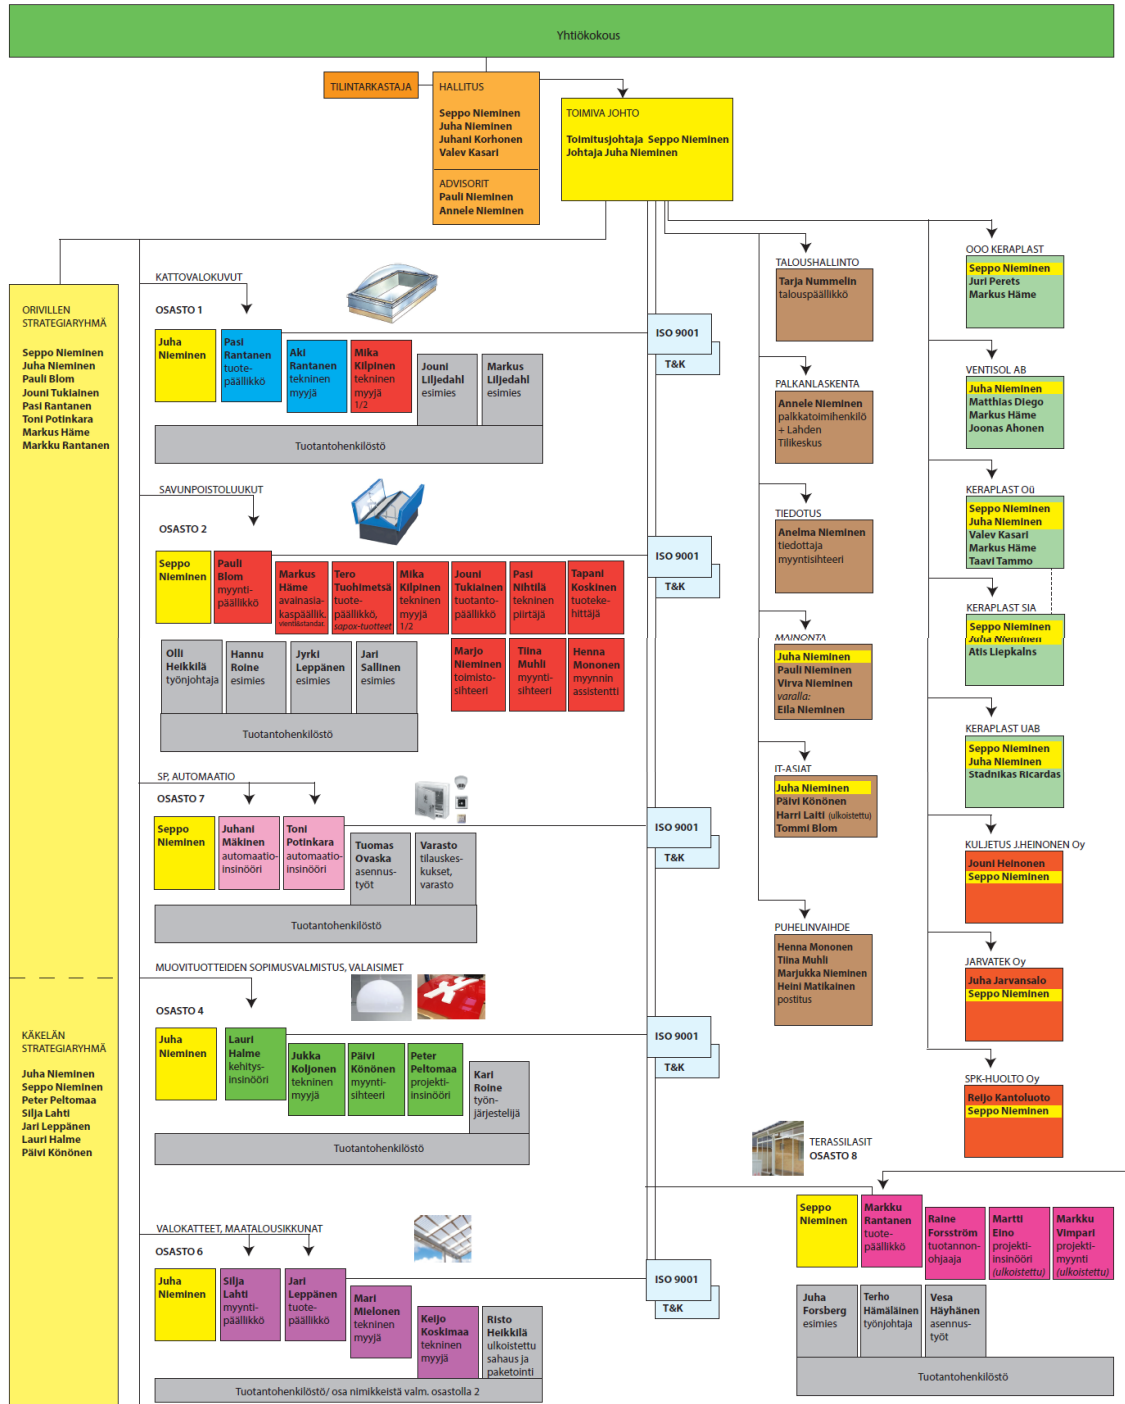 Yhtiökokous
TILINTARKASTAJA
HALLITUS
Seppo Nieminen
Juha Nieminen
Juhani Korhonen
Valev Kasari
ADVISORIT
Pauli Nieminen
Annele Nieminen
TOIMIVA JOHTO
Toimitusjohtaja Seppo Nieminen
Johtaja Juha Nieminen
ORIVILLEN
STRATEGIARYHMÄ
Seppo Nieminen
Juha Nieminen
Pauli Blom
Jouni Tukiainen
Pasi Rantanen
Toni Potinkara
Markus Häme
Markku Rantanen
KÄKELÄN
STRATEGIARYHMÄ
Juha Nieminen
Seppo Nieminen
Peter Peltomaa
Silja Lahti
Jari Leppänen
Lauri Halme
Päivi Könönen
KATTOVALOKUVUT
OSASTO 1
Juha
Nieminen
Pasi
Rantanen
tuote-
päällikkö
Aki
Rantanen
tekninen
myyjä
Mika
Kilpinen
tekninen
myyjä
1/2
Jouni
Liljedahl
esimies
Markus
Liljedahl
esimies
Tuotantohenkilöstö
ISO 9001
T&K
SAVUNPOISTOLUUKUT
OSASTO 2
Seppo
Nieminen
Pauli
Blom
myynti-
päällikkö
Markus
Häme
avainasia-
kaspäällik.
vientiästandar.
Tero
Tuohimetsä
tuote-
päällikkö,
sapox-tuotteet
Mika
Kilpinen
tekninen
myyjä
1/2
Jouni
Tukiainen
tuotanto-
päällikkö
Pasi
Nihtilä
tekninen
piirtäjä
Tapani
Koskinen
tuoteke-
hittäjä
Olli
Heikkilä
työnjohtaja
Hannu
Roine
esimies
Jyrki
Leppänen
esimies
Jari
Sallinen
esimies
Marjo
Nieminen
toimisto-
sihteeri
Tiina
Muhli
myynti-
sihteeri
Henna
Mononen
myynnin
assistentti
Tuotantohenkilöstö
ISO 9001
T&K
SP, AUTOMAATIO
OSASTO 7
Seppo
Nieminen
Juhani
Mäkinen
automaatio-
insinööri
Toni
Potinkara
automaatio-
insinööri
Tuomas
Ovaska
asennus-
työt
Varasto
tilauskes-
kukset,
varasto
Tuotantohenkilöstö
ISO 9001
T&K
MUOVITUOTTEIDEN SOPIMUSVALMISTUS, VALAISIMET
OSASTO 4
Juha
Nieminen
Lauri
Halme
kehitys-
insinööri
Jukka
Koljonen
tekninen
myyjä
Päivi
Könönen
myynti-
sihteeri
Peter
Peltomaa
projekti-
insinööri
Kari
Roine
työn-
järjestelijä
Tuotantohenkilöstö
ISO 9001
T&K
VALOKATTEET, MAATALOUSIKKUNAT
OSASTO 6
Juha
Nieminen
Silja
Lahti
myynti-
päällikkö
Jari
Leppänen
tuote-
päällikkö
Mari
Mielonen
tekninen
myyjä
Keijo
Koskimaa
tekninen
myyjä
Risto
Heikkilä
ulkoistettu
sahaus ja
paketointi
Tuotantohenkilöstö/ osa nimikkeistä valm. osastolla 2
ISO 9001
T&K
TALOUSHALLINTO
Tarja Nummelin
talouspäällikkö
PALKANLASKENTA
Annele Nieminen
palkkatoimihenkilö
+ Lahden
Tilikeskus
TIEDOTUS
Anelma Nieminen
tiedottaja
myyntisihteeri
MAINONTA
Juha Nieminen
Pauli Nieminen
Virva Nieminen
varalla:
Eila Nieminen
IT-ASIAT
Juha Nieminen
Päivi Könönen
Harri Laiti (ulkoistettu)
Tommi Blom
PUHELINVAIHDE
Henna Mononen
Tiina Muhli
Marjukka Nieminen
Heini Matikainen
postitus
OOO KERAPLAST
Seppo Nieminen
Juri Perets
Markus Häme
VENTISOL AB
Juha Nieminen
Matthias Diego
Markus Häme
Joonas Ahonen
KERAPLAST Oü
Seppo Nieminen
Juha Nieminen
Valev Kasari
Markus Häme
Taavi Tammo
KERAPLAST SIA
Seppo Nieminen
Juha Nieminen
Atis Liepkalns
KERAPLAST UAB
Seppo Nieminen
Juha Nieminen
Stadnikas Ricardas
KULJETUS J.HEINONEN Oy
Jouni Heinonen
Seppo Nieminen
JARVATEK Oy
Juha Jarvansalo
Seppo Nieminen
SPK-HUOLTO Oy
Reijo Kantoluoto
Seppo Nieminen
TERASSILASIT
OSASTO 8
Seppo
Nieminen
Markku
Rantanen
tuote-
päällikkö
Raine
Forsström
tuotannon-
ohjaaja
Martti
Eino
projekti-
insinööri
(ulkoistettu)
Markku
Vimpari
projekti-
myynti
(ulkoistettu)
Juha
Forsberg
esimies
Terho
Hämäläinen
työnjohtaja
Vesa
Häyhänen
asennus-
työt
Tuotantohenkilöstö